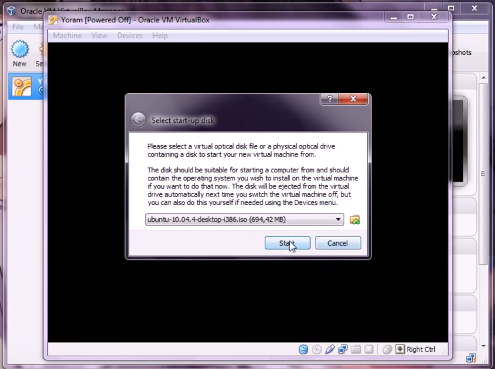 Oracle VM VirtualBox Manager
Yoram [Powered Off] - Oracle VM VirtualBox
Machine View Devices Help
New
Select start-up disk
Please select a virtual optical disk file or a physical optical drive
containing a disk to start your new virtual machine from.
The disk should be suitable for starting a computer from and should
contain the operating system you wish to install on the virtual machine
if you want to do that now. The disk will be ejected from the virtual
drive automatically next time you switch the virtual machine off, but
you can also do this yourself if needed using the Devices menu.
ubuntu-10.04.4-desktop-i386.iso (694,42 MB)
Start Cancel
Right Ctrl